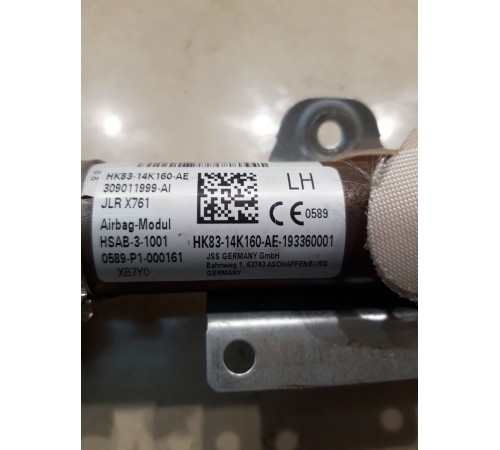 HK83-14K160-AE
309011999-AI
JLR X761
Airbag-Modul
HSAB-3-1001
0589-P1-000161
XB7Y0
LH
CE 0589
HK83-14K160-AE-193360001
JSS GERMANY GmbH
Bahnweg 1, 63743 ASCHAFFENBURG
GERMANY